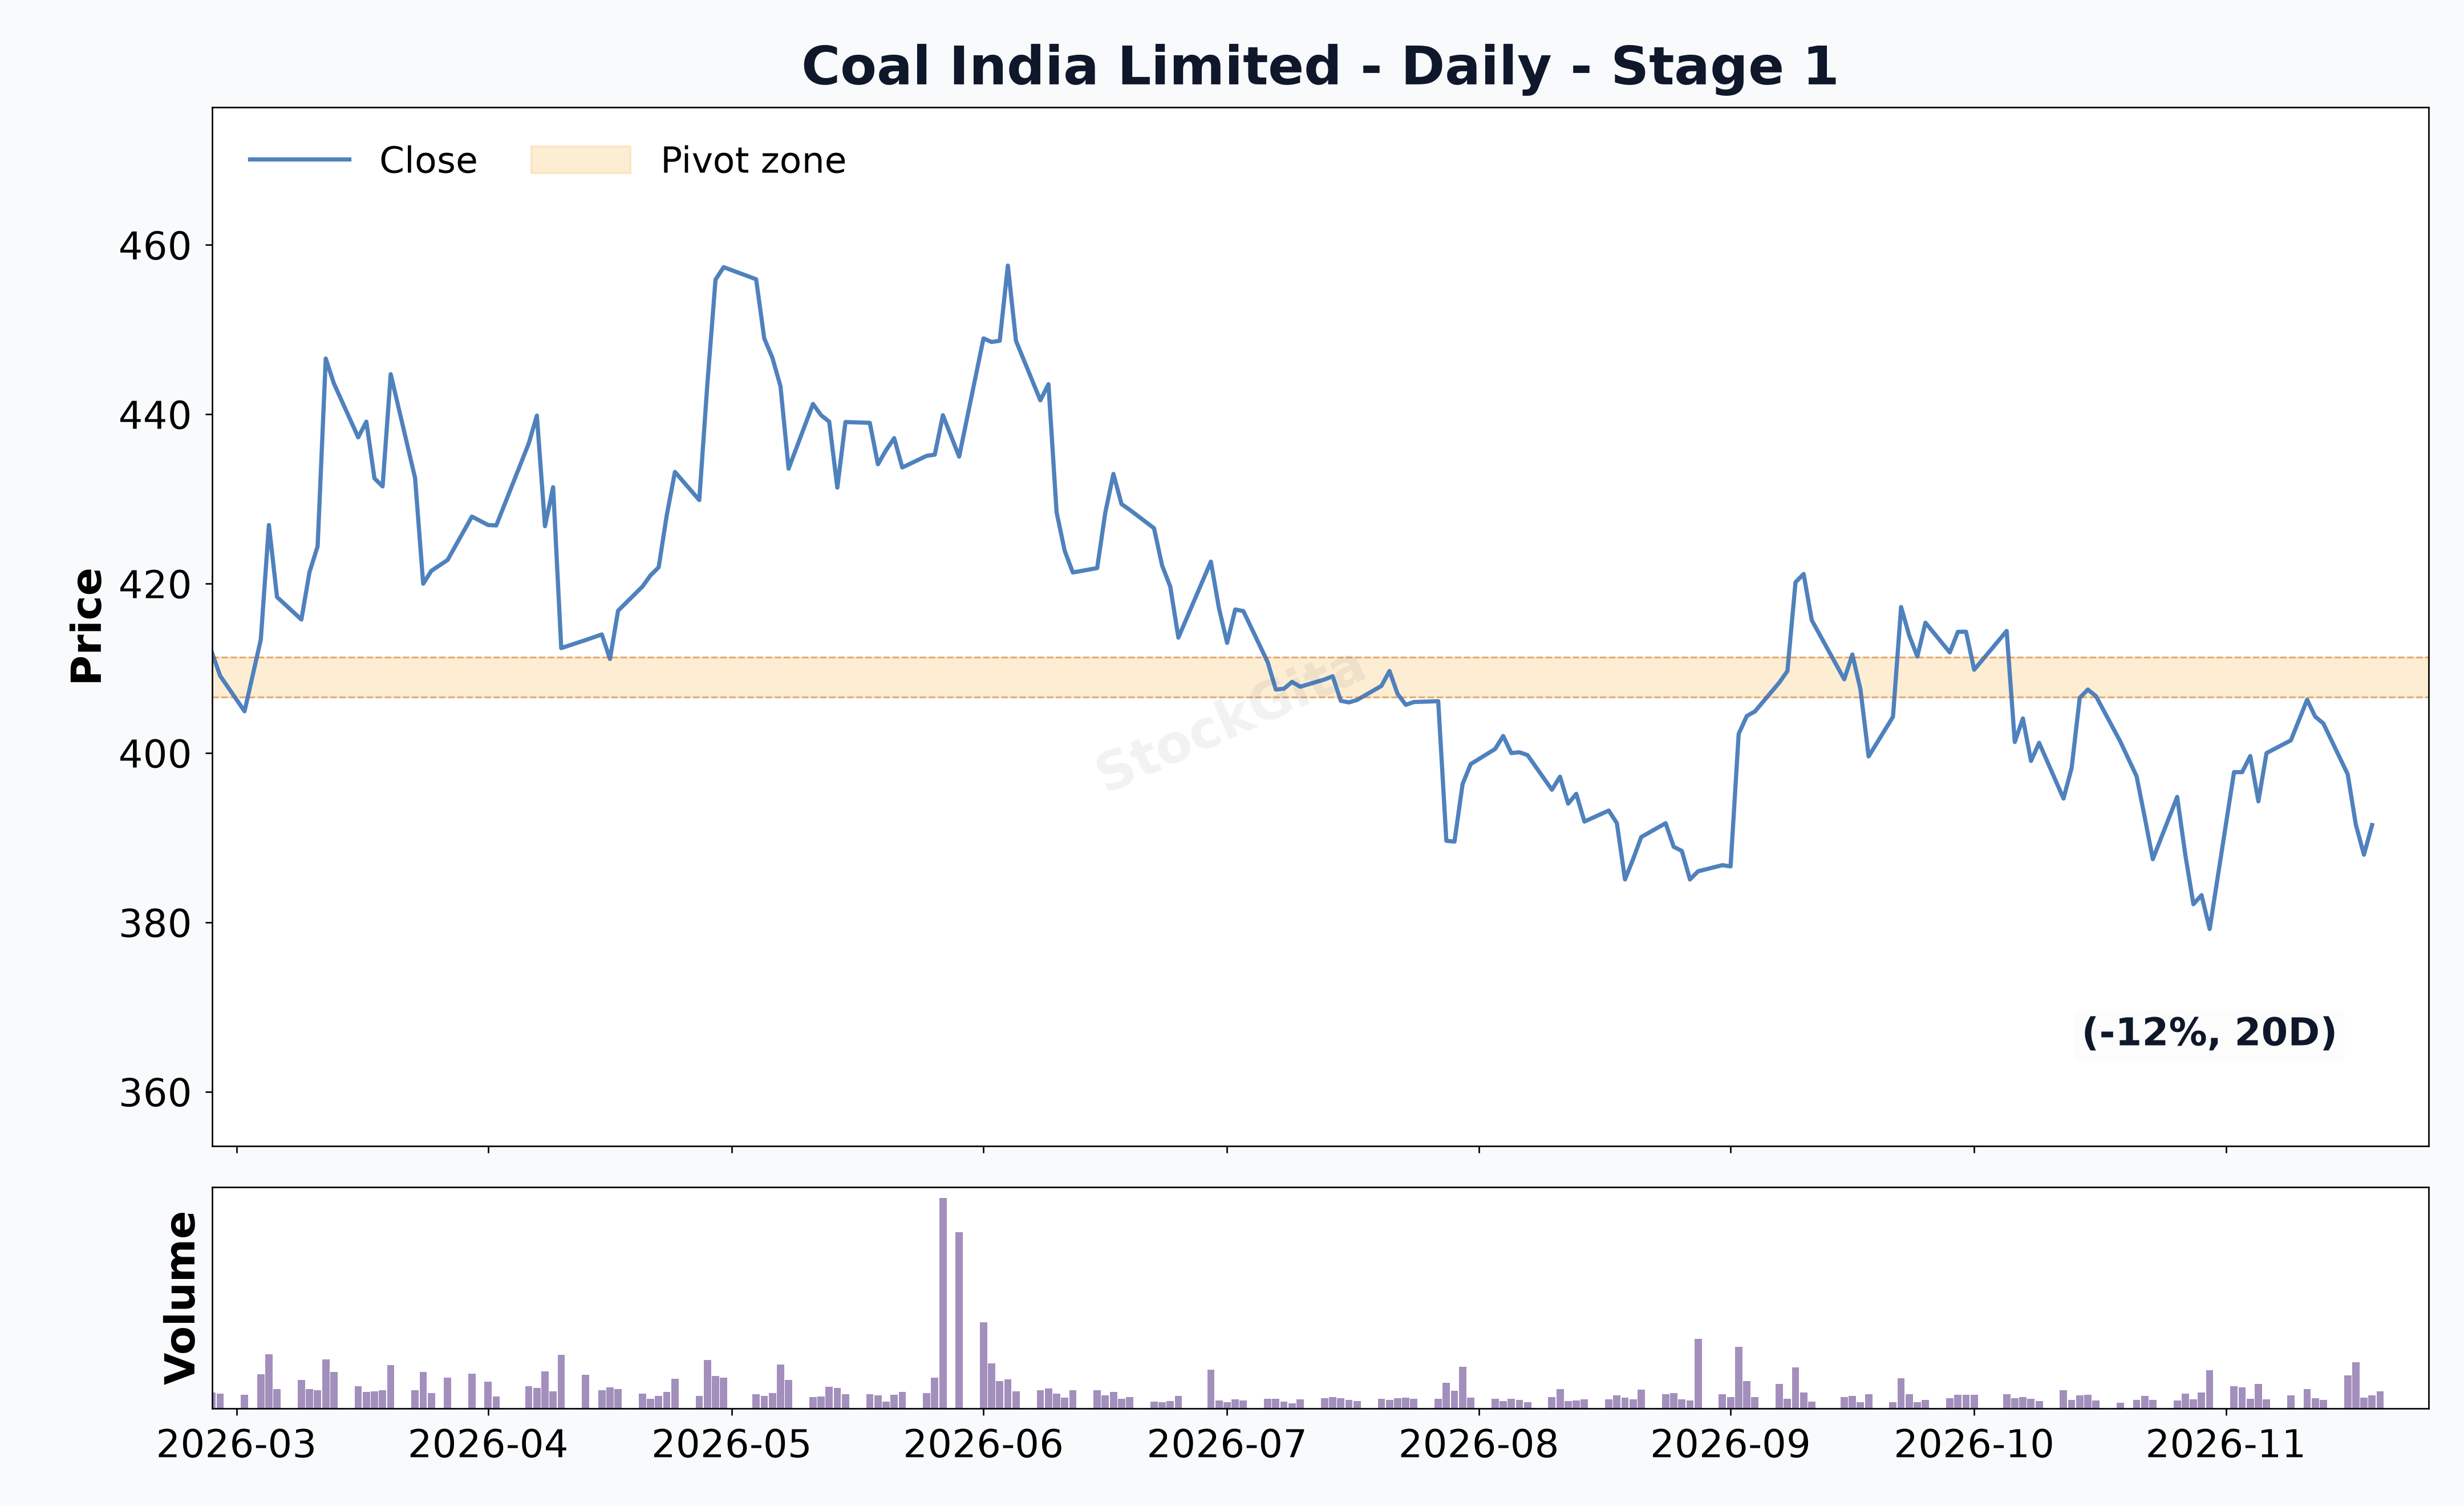 Coal India Limited - Daily - Stage 1
Close
Pivot zone
Price
460
440
420
400
380
360
StockGita
(-12%, 20D)
Volume
2026-03
2026-04
2026-05
2026-06
2026-07
2026-08
2026-09
2026-10
2026-11